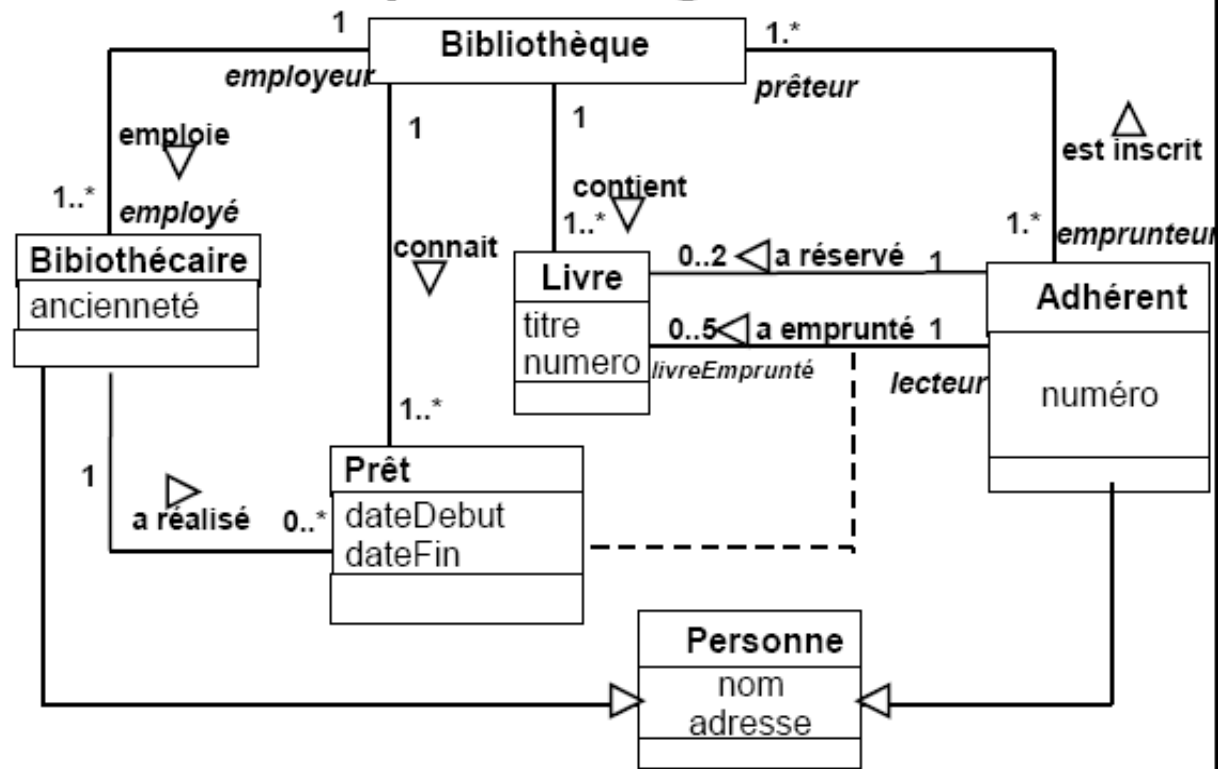 1
Bibliothèque
1.*
employeur
prêteur
1
1
emploie
est inscrit
1..*
employé
contient
1..*
1.*
emprunteur
connait
Bibiothécaire
ancienneté
Livre
titre
numero
0..2
a réservé
1
0..5
a emprunté
1
livreEmprunté
lecteur
Adhérent
numéro
1..*
1
a réalisé
0..*
Prêt
dateDebut
dateFin
Personne
nom
adresse